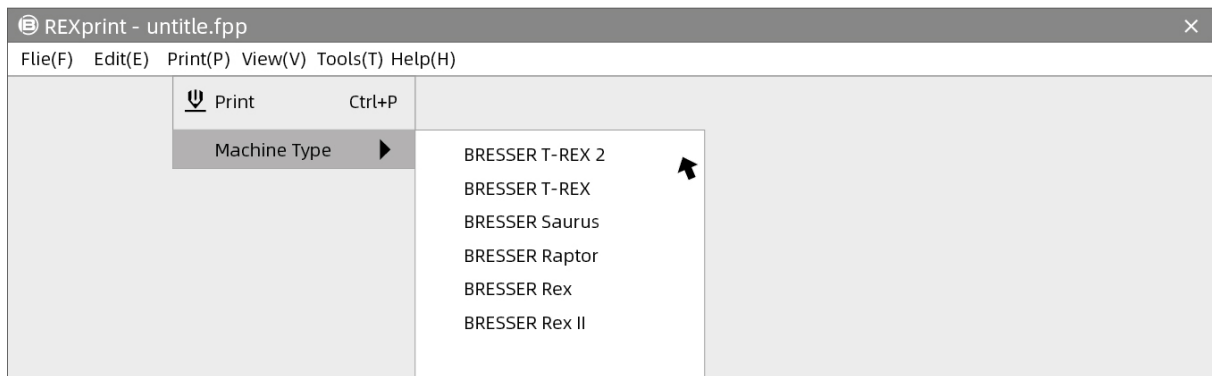 REXprint - untitle.fpp
Flie(F) Edit(E) Print(P) View(V) Tools(T) Help(H)
Print Ctrl+P
Machine Type
BRESSER T-REX 2
BRESSER T-REX
BRESSER Saurus
BRESSER Raptor
BRESSER Rex
BRESSER Rex II